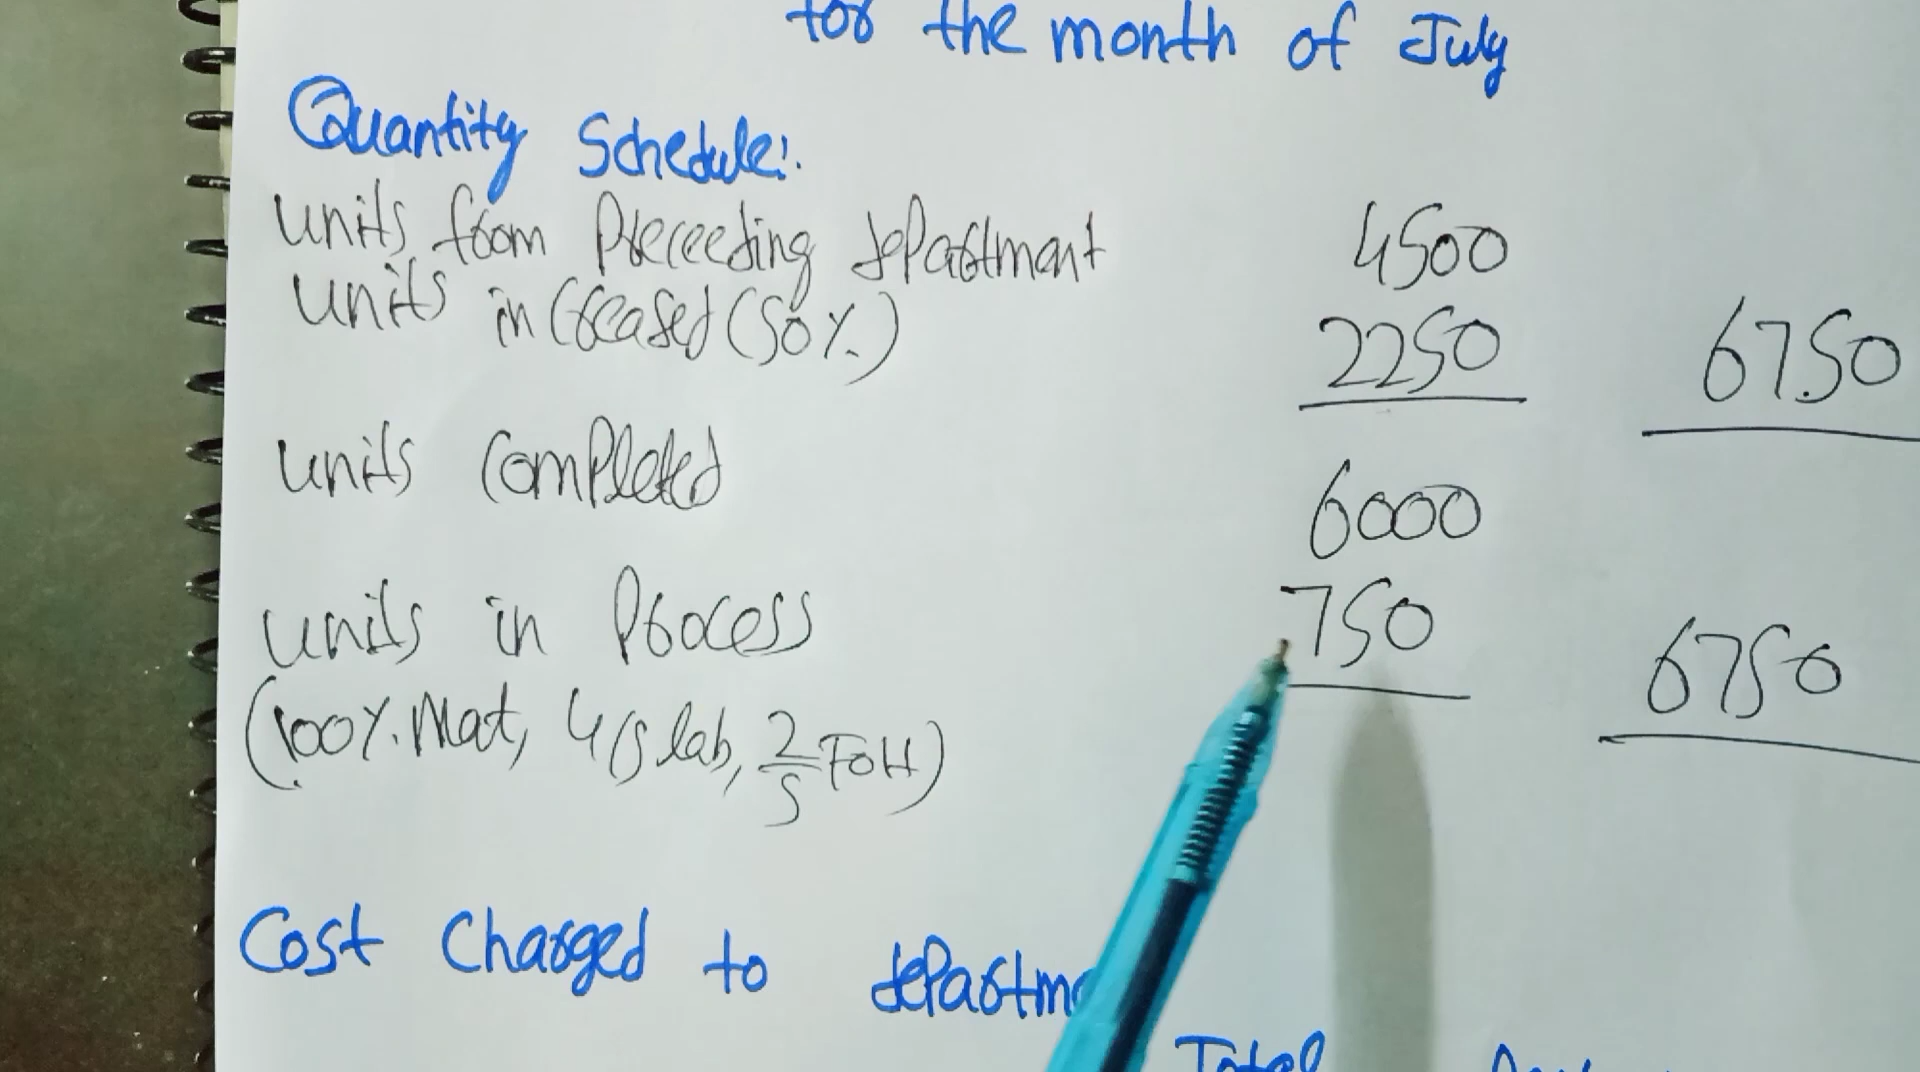 for the month of July
Quantity Schedule:
units from Preceeding department 4500
units increased (50%) 2250 6750
units Completed 6000
units in Process 750 6750
(100% Mat, 4/5 lab, 2/5 FOH)
Cost Charged to
Total